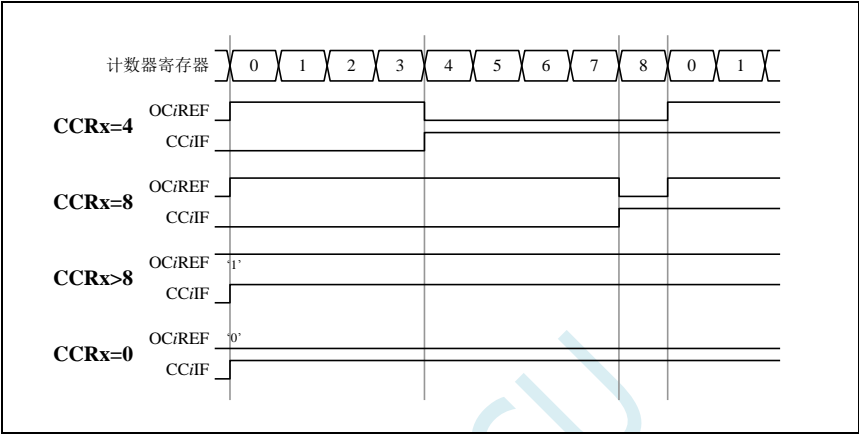 计数器寄存器 0 1 2 3 4 5 6 7 8 0 1
OCiREF
CCRx=4
CCiIF
OCiREF
CCRx=8
CCiIF
OCiREF ‘1’
CCRx>8
CCiIF
OCiREF ‘0’
CCRx=0
CCiIF